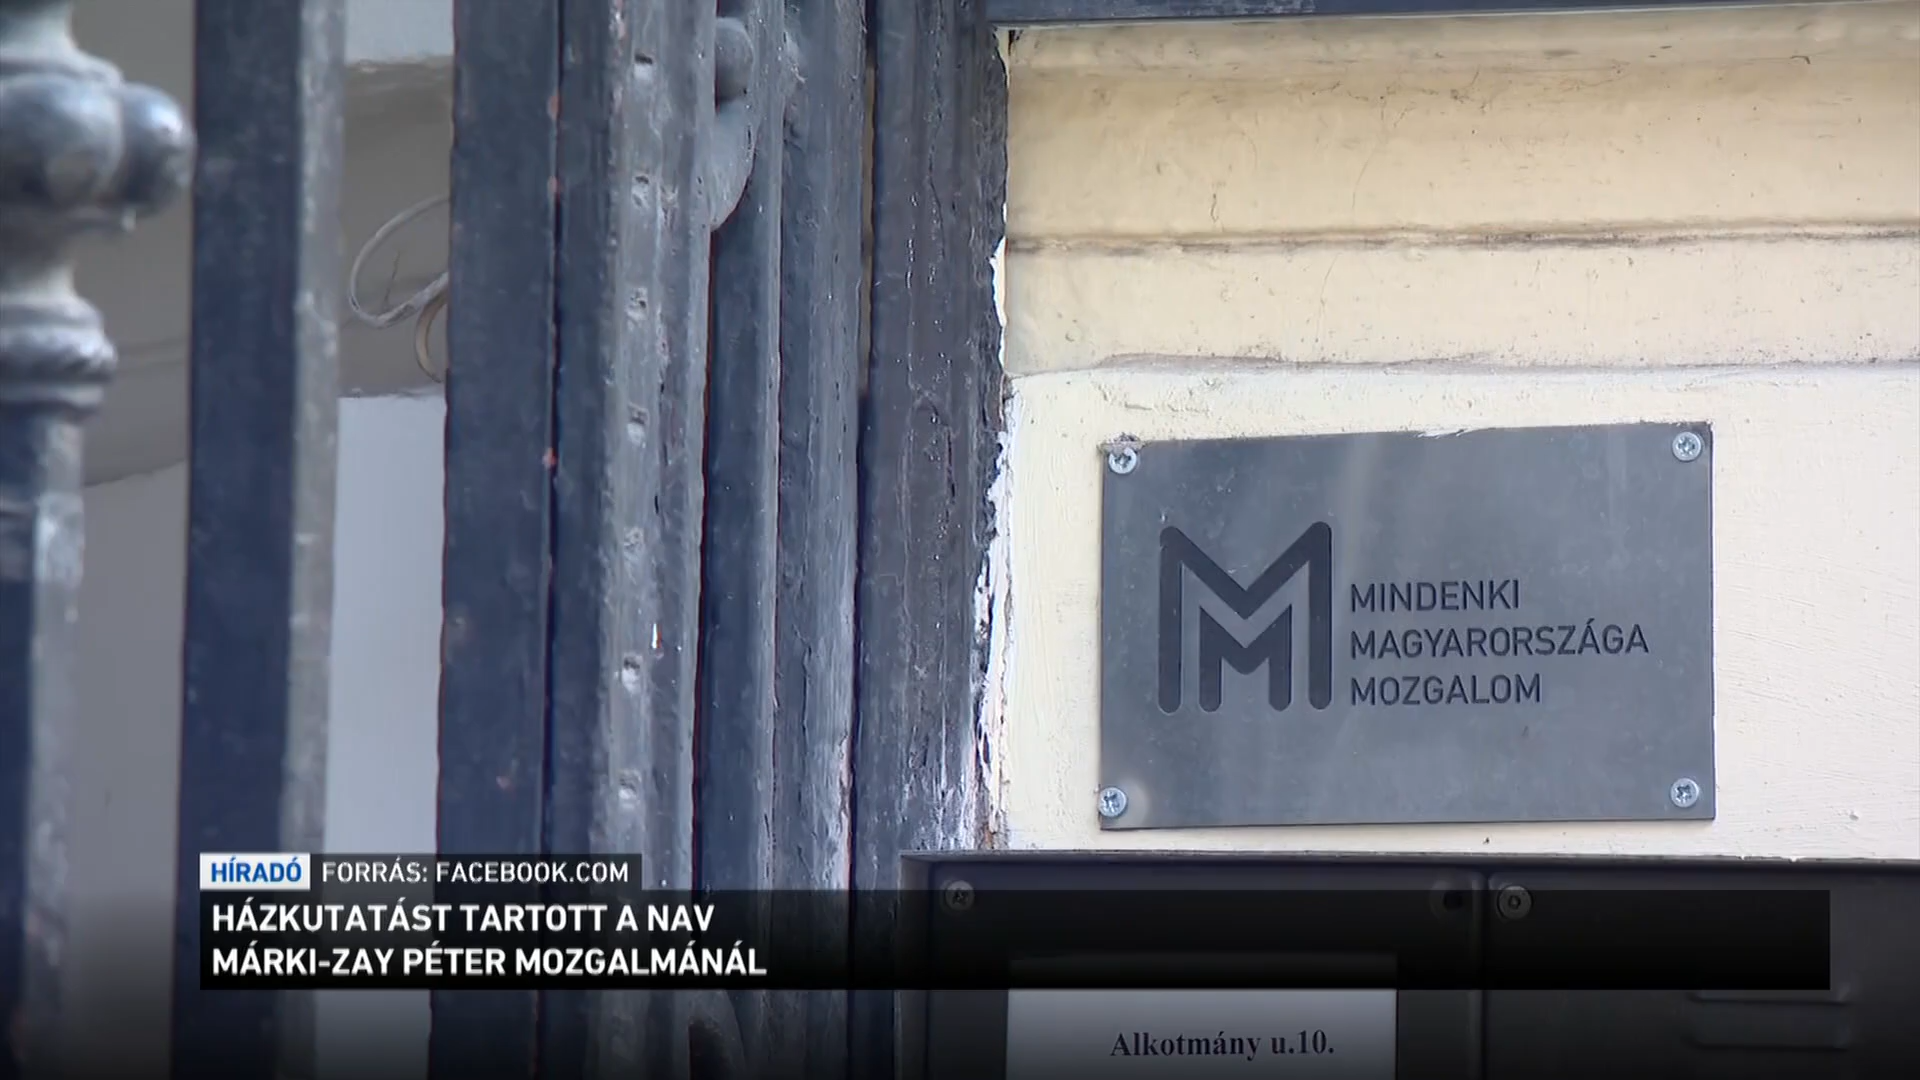 MINDENKI
MAGYARORSZÁGA
MOZGALOM
HÍRADÓ FORRÁS: FACEBOOK.COM
HÁZKUTATÁST TARTOTT A NAV
MÁRKI-ZAY PÉTER MOZGALMÁNÁL
Alkotmány u.10.